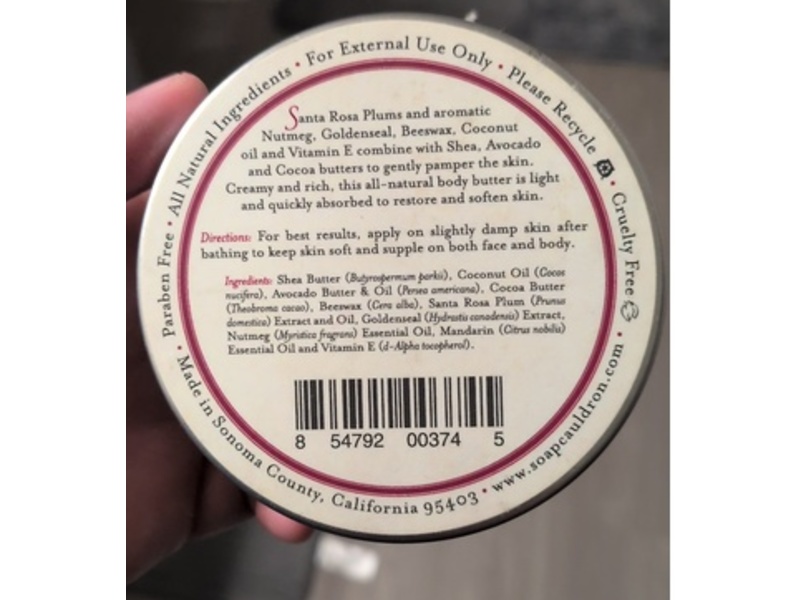 Paraben Free • All Natural Ingredients • For External Use Only • Please Recycle • Cruelty Free •
Santa Rosa Plums and aromatic
Nutmeg, Goldenseal, Beeswax, Coconut
oil and Vitamin E combine with Shea, Avocado
and Cocoa butters to gently pamper the skin.
Creamy and rich, this all-natural body butter is light
and quickly absorbed to restore and soften skin.
Directions: For best results, apply on slightly damp skin after
bathing to keep skin soft and supple on both face and body.
Ingredients: Shea Butter (Butyrospermum parkii), Coconut Oil (Cocos
nucifera), Avocado Butter & Oil (Persea americana), Cocoa Butter
(Theobroma cacao), Beeswax (Cera alba), Santa Rosa Plum (Prunus
domestica) Extract and Oil, Goldenseal (Hydrastis canadensis) Extract,
Nutmeg (Myristica fragrans) Essential Oil, Mandarin (Citrus nobilis)
Essential Oil and Vitamin E (d-Alpha tocopherol).
8 54792 00374 5
• Made in Sonoma County, California 95403 • www.soapcauldron.com •